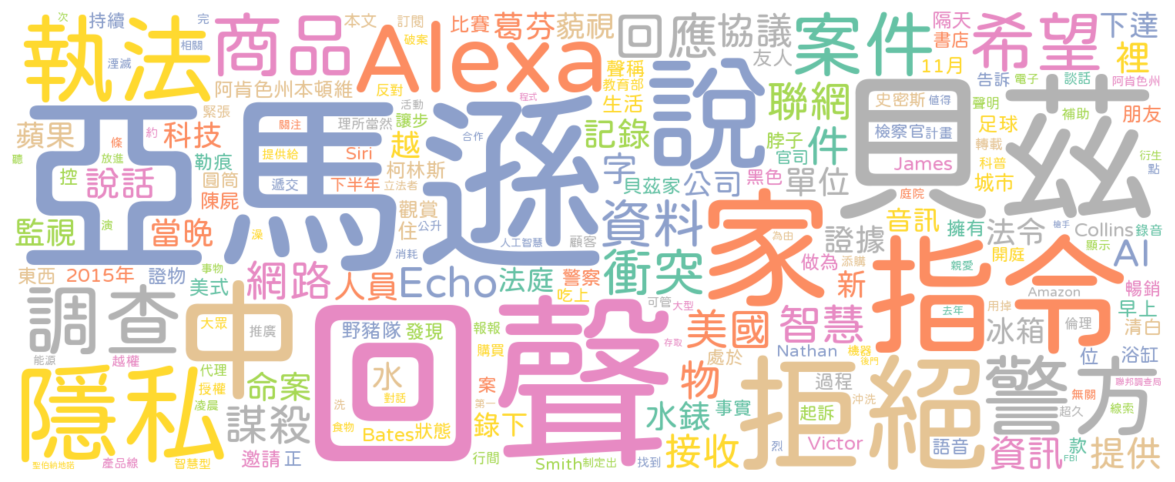 次
持續
完
執法
相關
湮滅
商品
Alexa
本文
訂閱
破案
比賽
葛芬
藐視
回應
協議
友人
案件
隔天
書店
希望
下達
裡
11月
告訴
電子
談話
阿肯色州
阿肯色州本頓維
反對
聲稱
教育部
生活
聯網
史密斯
值得
聲明
補助
朋友
緊張
活動
程式
讓步
蘋果
科技
關注
理所當然
約
條
合作
越
記錄
脖子
官司
件
檢察官
計畫
足球
轉載
科普
衍生
點
亞馬遜
說
貝茲
聽
放進
控
說話
勒痕
提供給
Siri
圓筒
遞交
下半年
立法者
柯林斯
字
貝茲家
公司
黑色
單位
James
城市
庭院
陳屍
監視
演
當晚
觀賞
住
公升
澡
資料
家
音訊
擁有
法令
槍手
Collins
錄音
證據
顯示
人工智慧
顧客
為由
開庭
AI
東西
2015年
證物
事物
美式
網路
人員
消耗
Echo
法庭
警察
衝突
做為
添購
新
親愛
指令
暢銷
調查
中
大眾
推廣
回聲
野豬隊
發現
吃上
可管
大型
報報
美國
智慧
用掉
去年
Amazon
冰箱
倫理
早上
清白
能源
越權
代理
水
對話
購買
存取
處於
Nathan
機器
後門
位
浴缸
隱私
授權
命案
案
物
過程
拒絕
警方
聯邦調查局
凌晨
謀殺
洗
狀態
第一
錄下
水錶
事實
起訴
沖洗
無關
超久
線索
食物
Bates
行間
接收
Victor
烈
語音
資訊
款
FBI
提供
聖伯納地諾
產品線
智慧型
邀請
正
Smith
制定出
找到